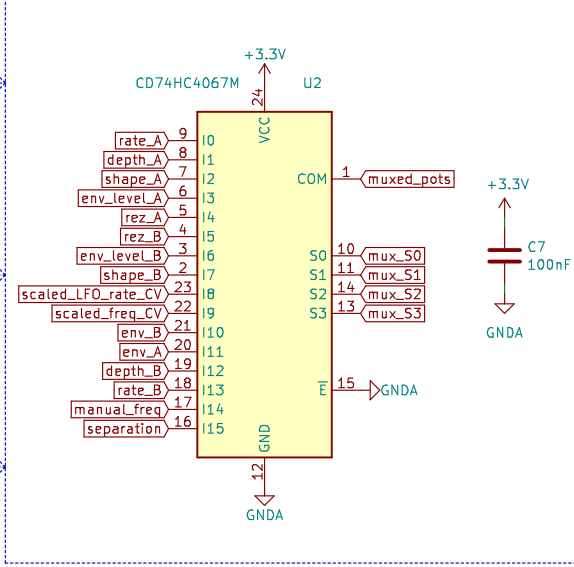 +3.3V
CD74HC4067M U2
24
VCC
rate_A 9 I0
depth_A 8 I1
shape_A 7 I2 COM 1 muxed_pots
env_level_A 6 I3
rez_A 5 I4
rez_B 4 I5
env_level_B 3 I6 S0 10 mux_S0
shape_B 2 I7 S1 11 mux_S1
scaled_LFO_rate_CV 23 I8 S2 14 mux_S2
scaled_freq_CV 22 I9 S3 13 mux_S3
env_B 21 I10
env_A 20 I11
depth_B 19 I12
rate_B 18 I13 E 15 GNDA
manual_freq 17 I14
separation 16 I15
GND
12
GNDA
+3.3V
C7
100nF
GNDA